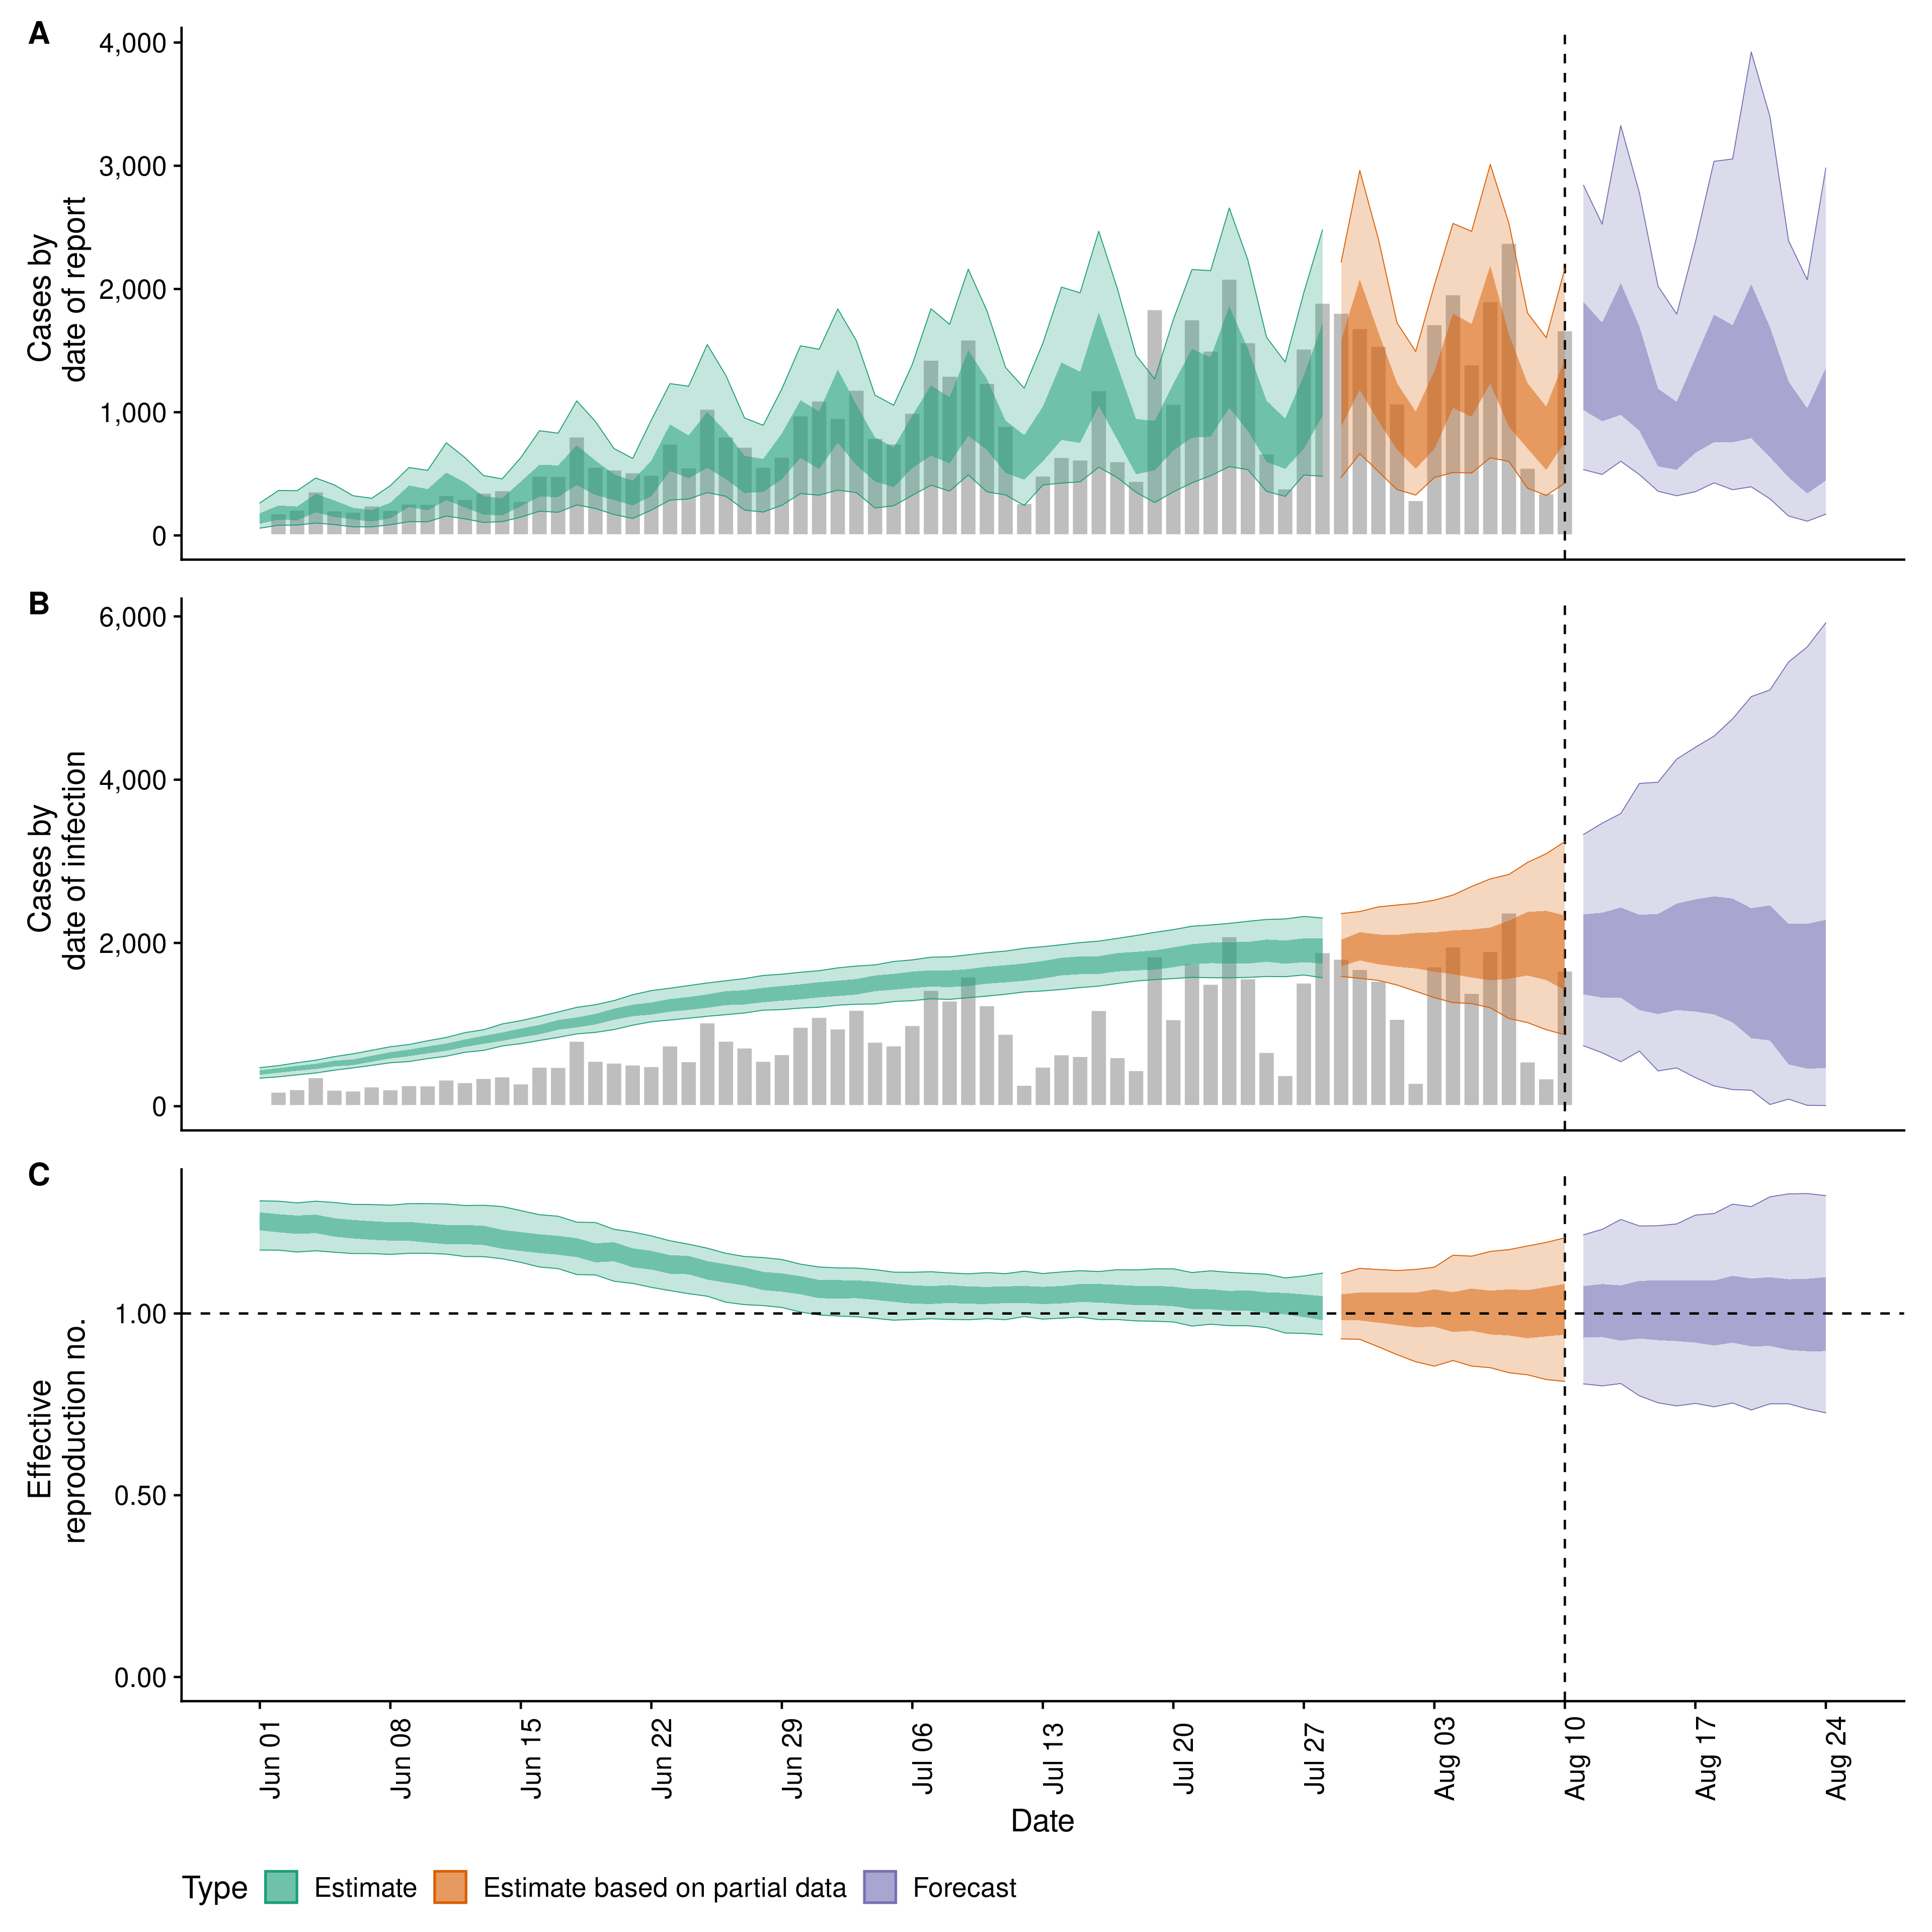 A
Cases by
date of report
4,000
3,000
2,000
1,000
0
B
Cases by
date of infection
6,000
4,000
2,000
0
C
Effective
reproduction no.
1.00
0.50
0.00
Jun 01
Jun 08
Jun 15
Jun 22
Jun 29
Jul 06
Jul 13
Jul 20
Jul 27
Aug 03
Aug 10
Aug 17
Aug 24
Date
Type Estimate Estimate based on partial data Forecast